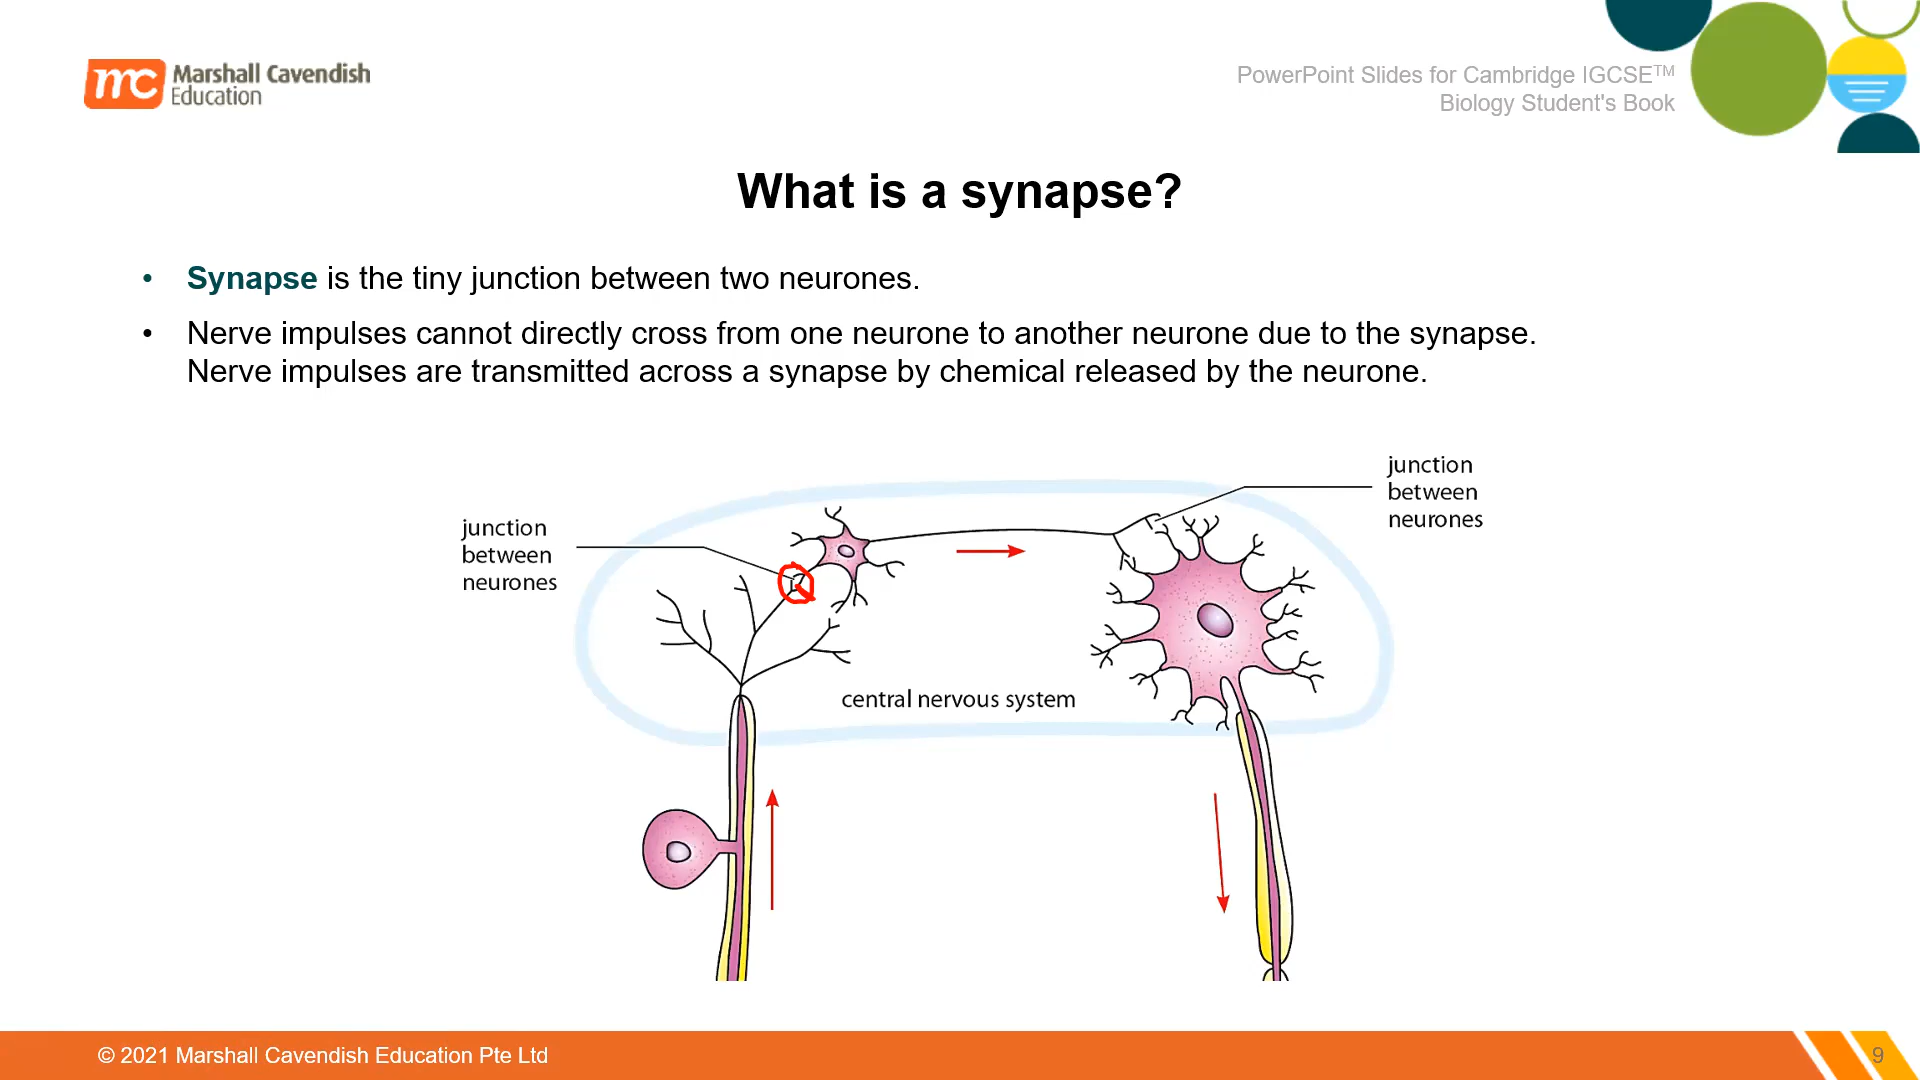 mc Marshall Cavendish
Education
PowerPoint Slides for Cambridge IGCSE™
Biology Student's Book
What is a synapse?
• Synapse is the tiny junction between two neurones.
• Nerve impulses cannot directly cross from one neurone to another neurone due to the synapse.
Nerve impulses are transmitted across a synapse by chemical released by the neurone.
junction
between
neurones
junction
between
neurones
central nervous system
© 2021 Marshall Cavendish Education Pte Ltd
9